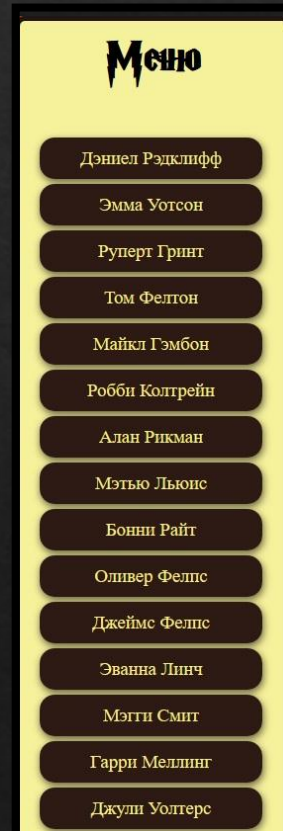 Меню
Дэниел Рэдклифф
Эмма Уотсон
Руперт Гринт
Том Фелтон
Майкл Гэмбон
Робби Колтрейн
Алан Рикман
Мэтью Льюис
Бонни Райт
Оливер Фелпс
Джеймс Фелпс
Эванна Линч
Мэгги Смит
Гарри Меллинг
Джули Уолтерс